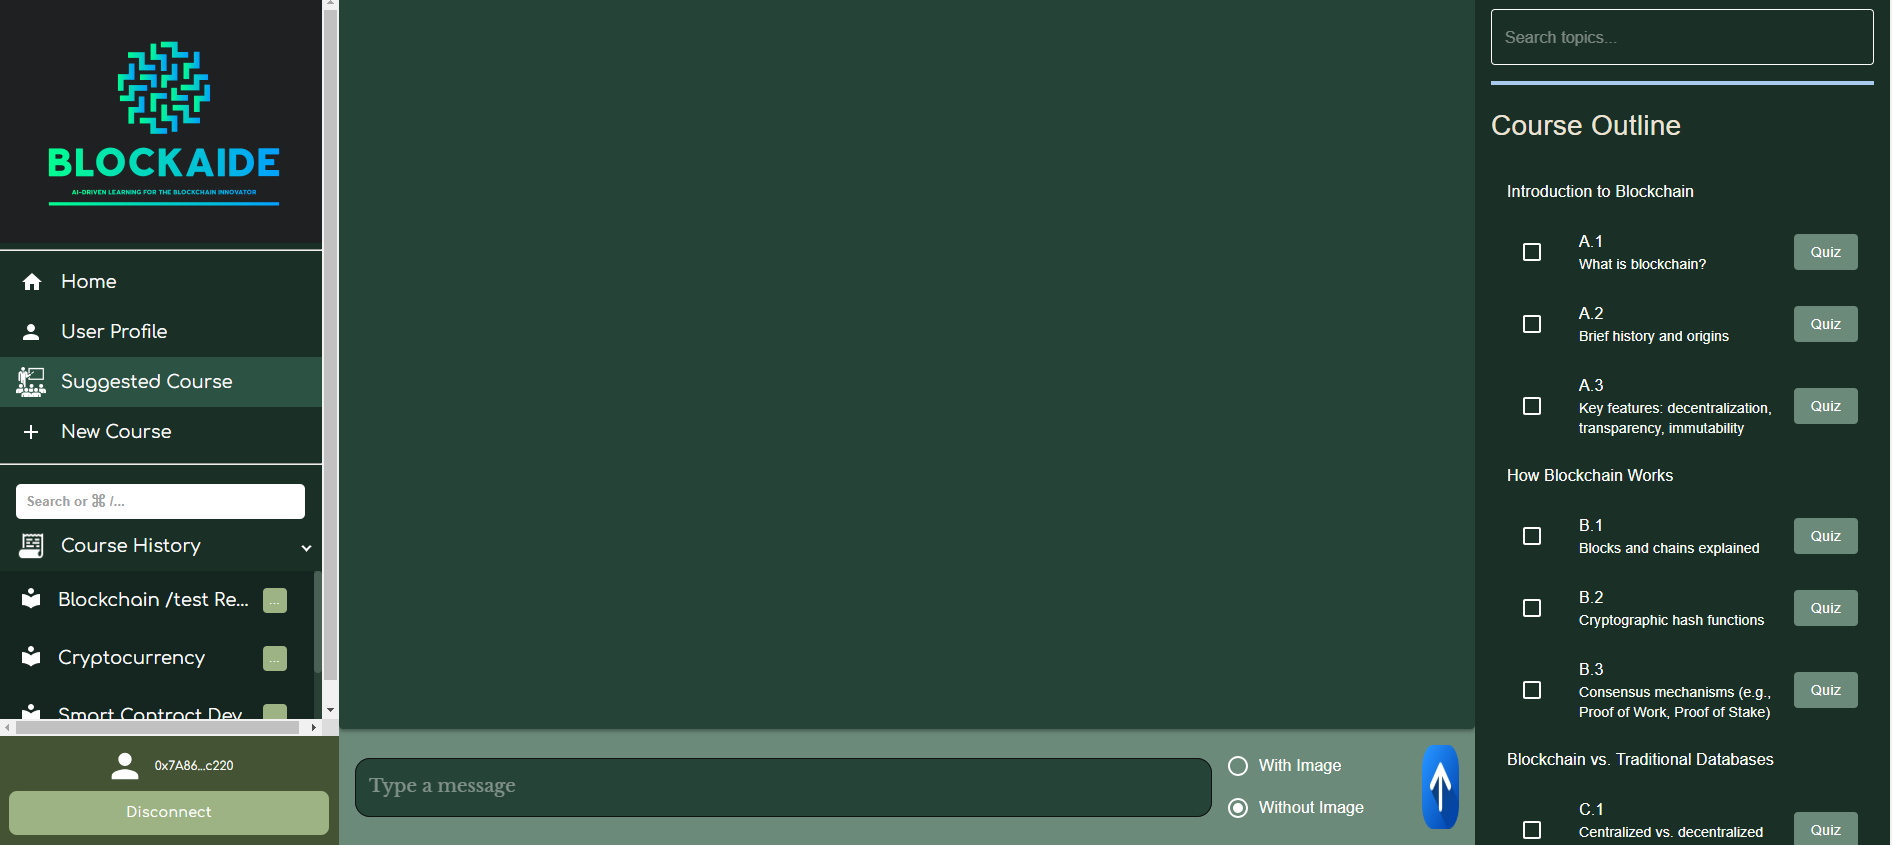 BLOCKAIDE
AI-DRIVEN LEARNING FOR THE BLOCKCHAIN INNOVATOR
Home
User Profile
Suggested Course
New Course
Search or ⌘ /...
Course History
Blockchain /test Re...
...
Cryptocurrency
...
Smart Contract Dev
0x7A86...c220
Disconnect
Type a message
With Image
Without Image
Search topics...
Course Outline
Introduction to Blockchain
A.1
What is blockchain?
Quiz
A.2
Brief history and origins
Quiz
A.3
Key features: decentralization,
transparency, immutability
Quiz
How Blockchain Works
B.1
Blocks and chains explained
Quiz
B.2
Cryptographic hash functions
Quiz
B.3
Consensus mechanisms (e.g.,
Proof of Work, Proof of Stake)
Quiz
Blockchain vs. Traditional Databases
C.1
Centralized vs. decentralized
Quiz